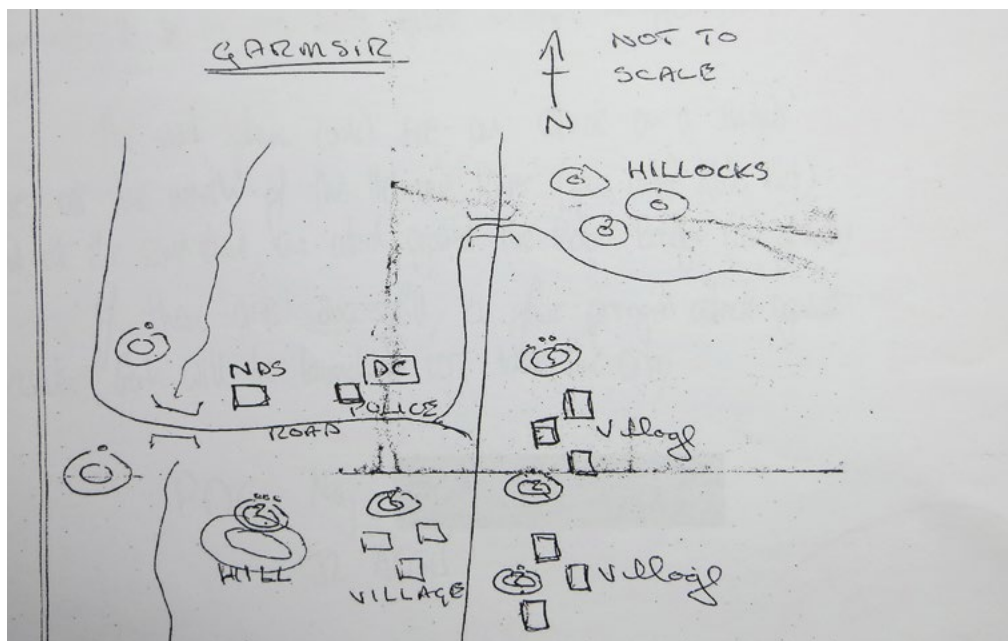 GARMSIR
NOT TO
SCALE
N
HILLOCKS
NDS
DC
POLICE
ROAD
Village
HILL
VILLAGE
Village